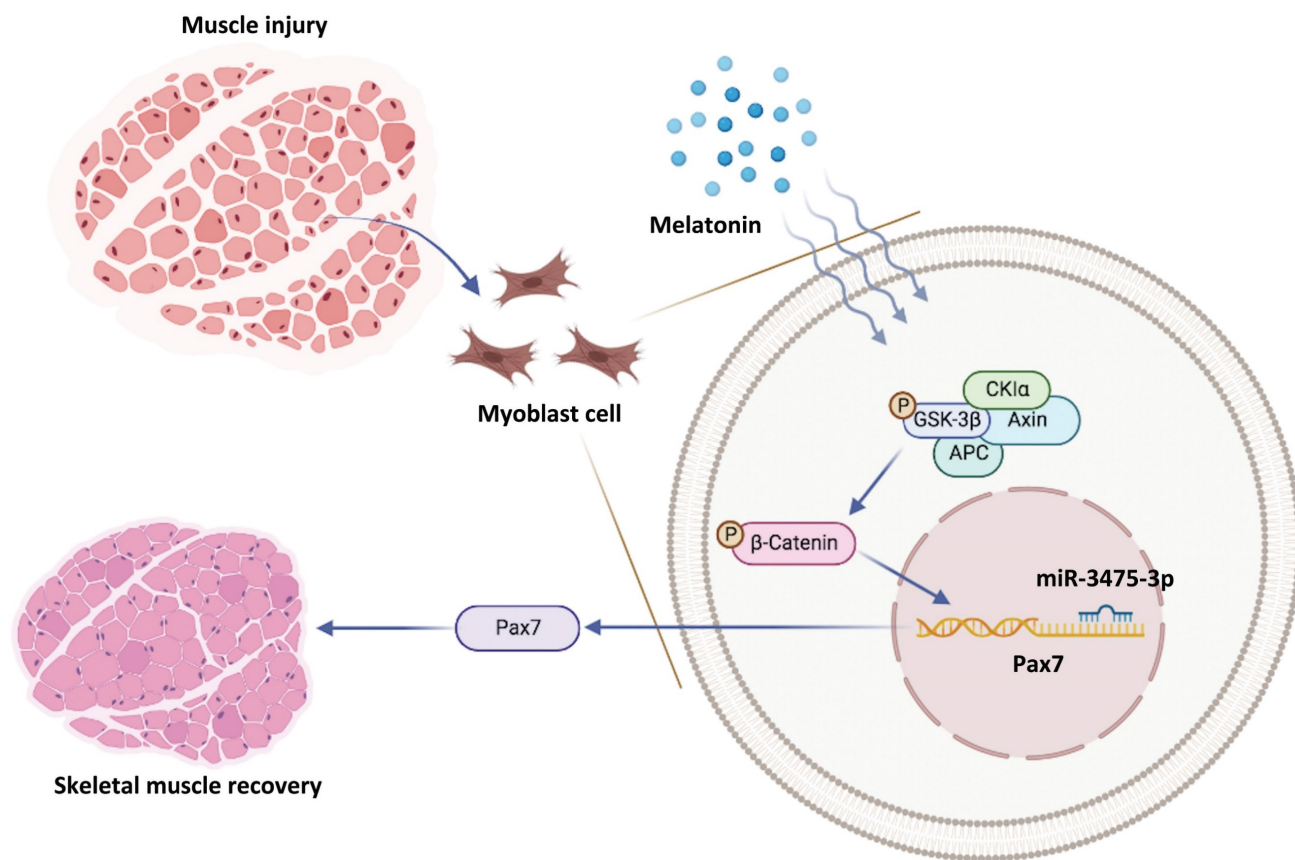 Muscle injury
Melatonin
Myoblast cell
CKIα
P
GSK-3β
Axin
APC
P
β-Catenin
miR-3475-3p
Pax7
Pax7
Skeletal muscle recovery